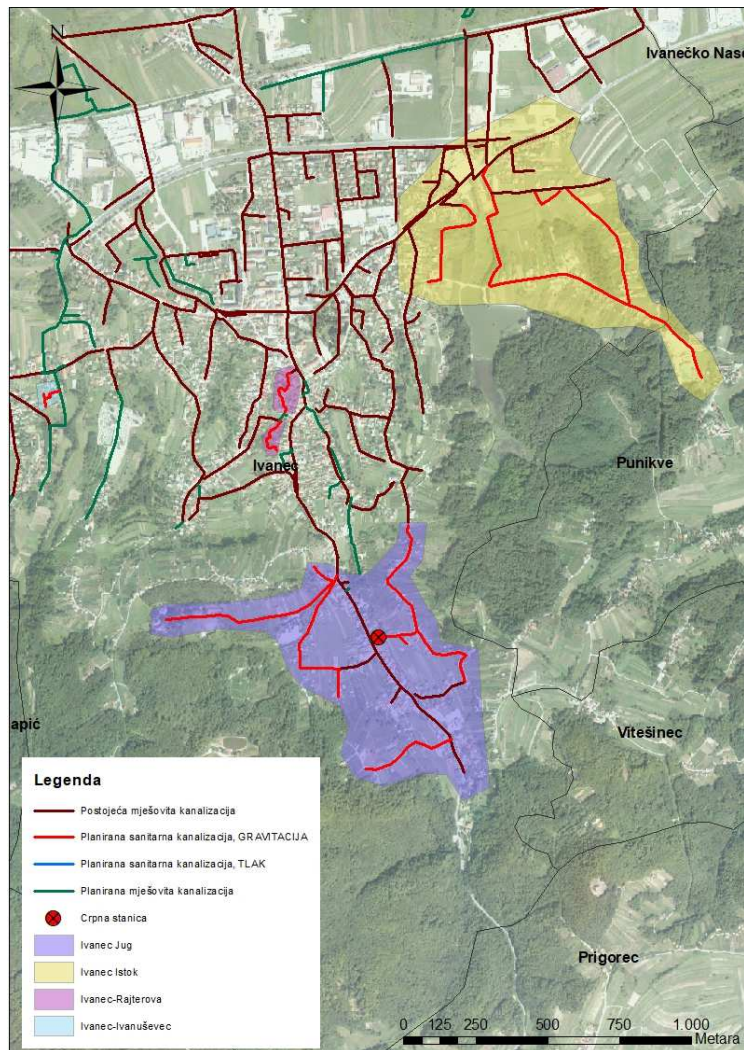 N
Ivanečko Nase
Ivanec
Punikve
apić
Vitešinec
Prigorec
Legenda
Postojeća mješovita kanalizacija
Planirana sanitarna kanalizacija, GRAVITACIJA
Planirana sanitarna kanalizacija, TLAK
Planirana mješovita kanalizacija
Crpna stanica
Ivanec Jug
Ivanec Istok
Ivanec-Rajterova
Ivanec-Ivanuševec
0 125 250 500 750 1.000
Metara